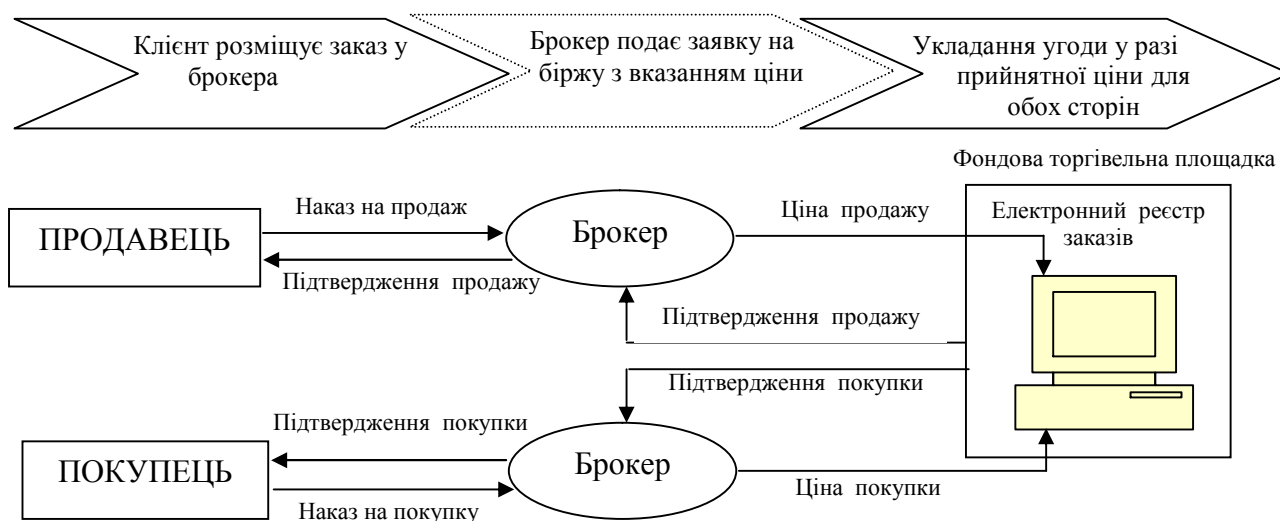 Клієнт розміщує заказ у
брокера
Брокер подає заявку на
біржу з вказанням ціни
Укладання угоди у разі
прийнятної ціни для
обох сторін
Фондова торгівельна площадка
ПРОДАВЕЦЬ
Наказ на продаж
Підтвердження продажу
Брокер
Ціна продажу
Підтвердження продажу
Електронний реєстр
заказів
Підтвердження покупки
Підтвердження покупки
ПОКУПЕЦЬ
Наказ на покупку
Брокер
Ціна покупки